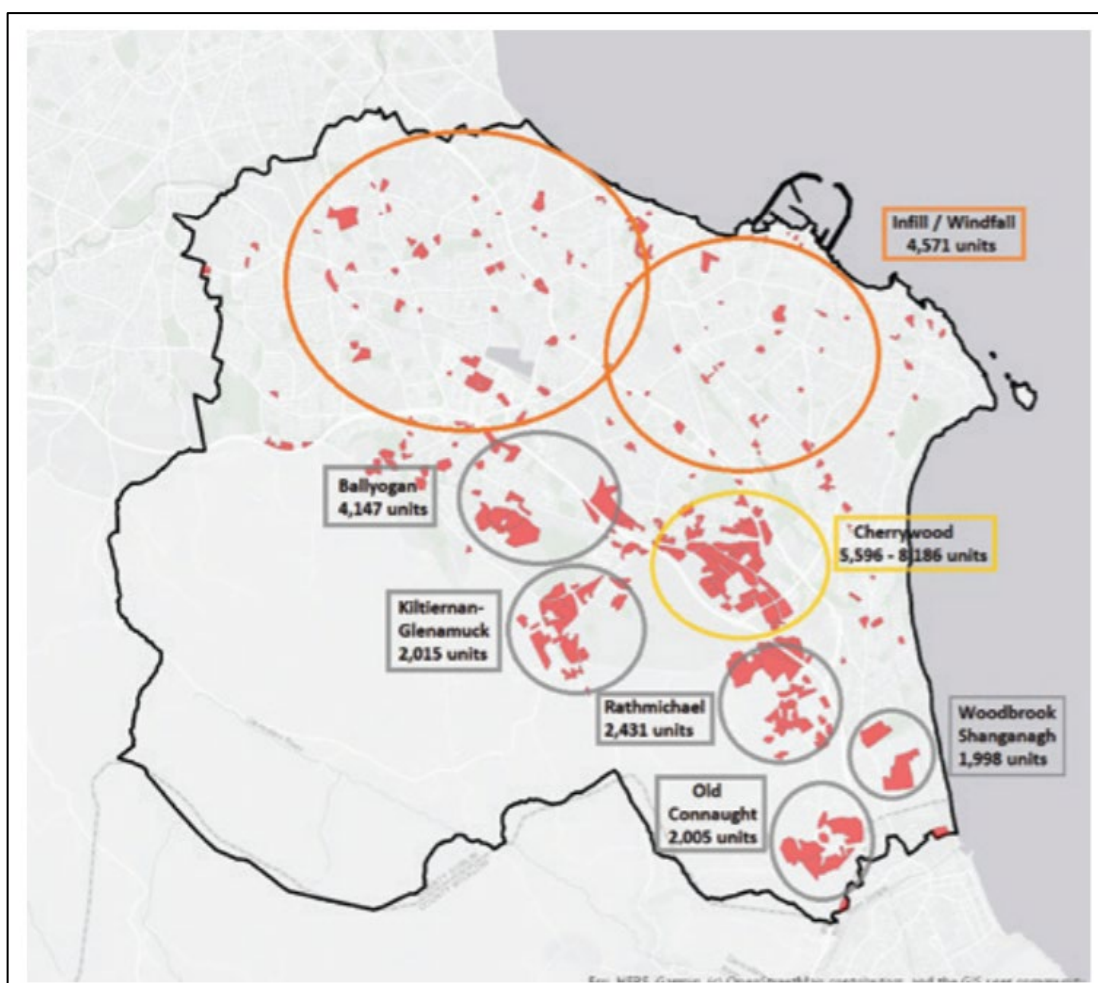 Infill / Windfall
4,571 units
Ballyogan
4,147 units
Cherrywood
5,596 - 8,186 units
Kiltiernan-
Glenamuck
2,015 units
Rathmichael
2,431 units
Woodbrook
Shanganagh
1,998 units
Old
Connaught
2,005 units